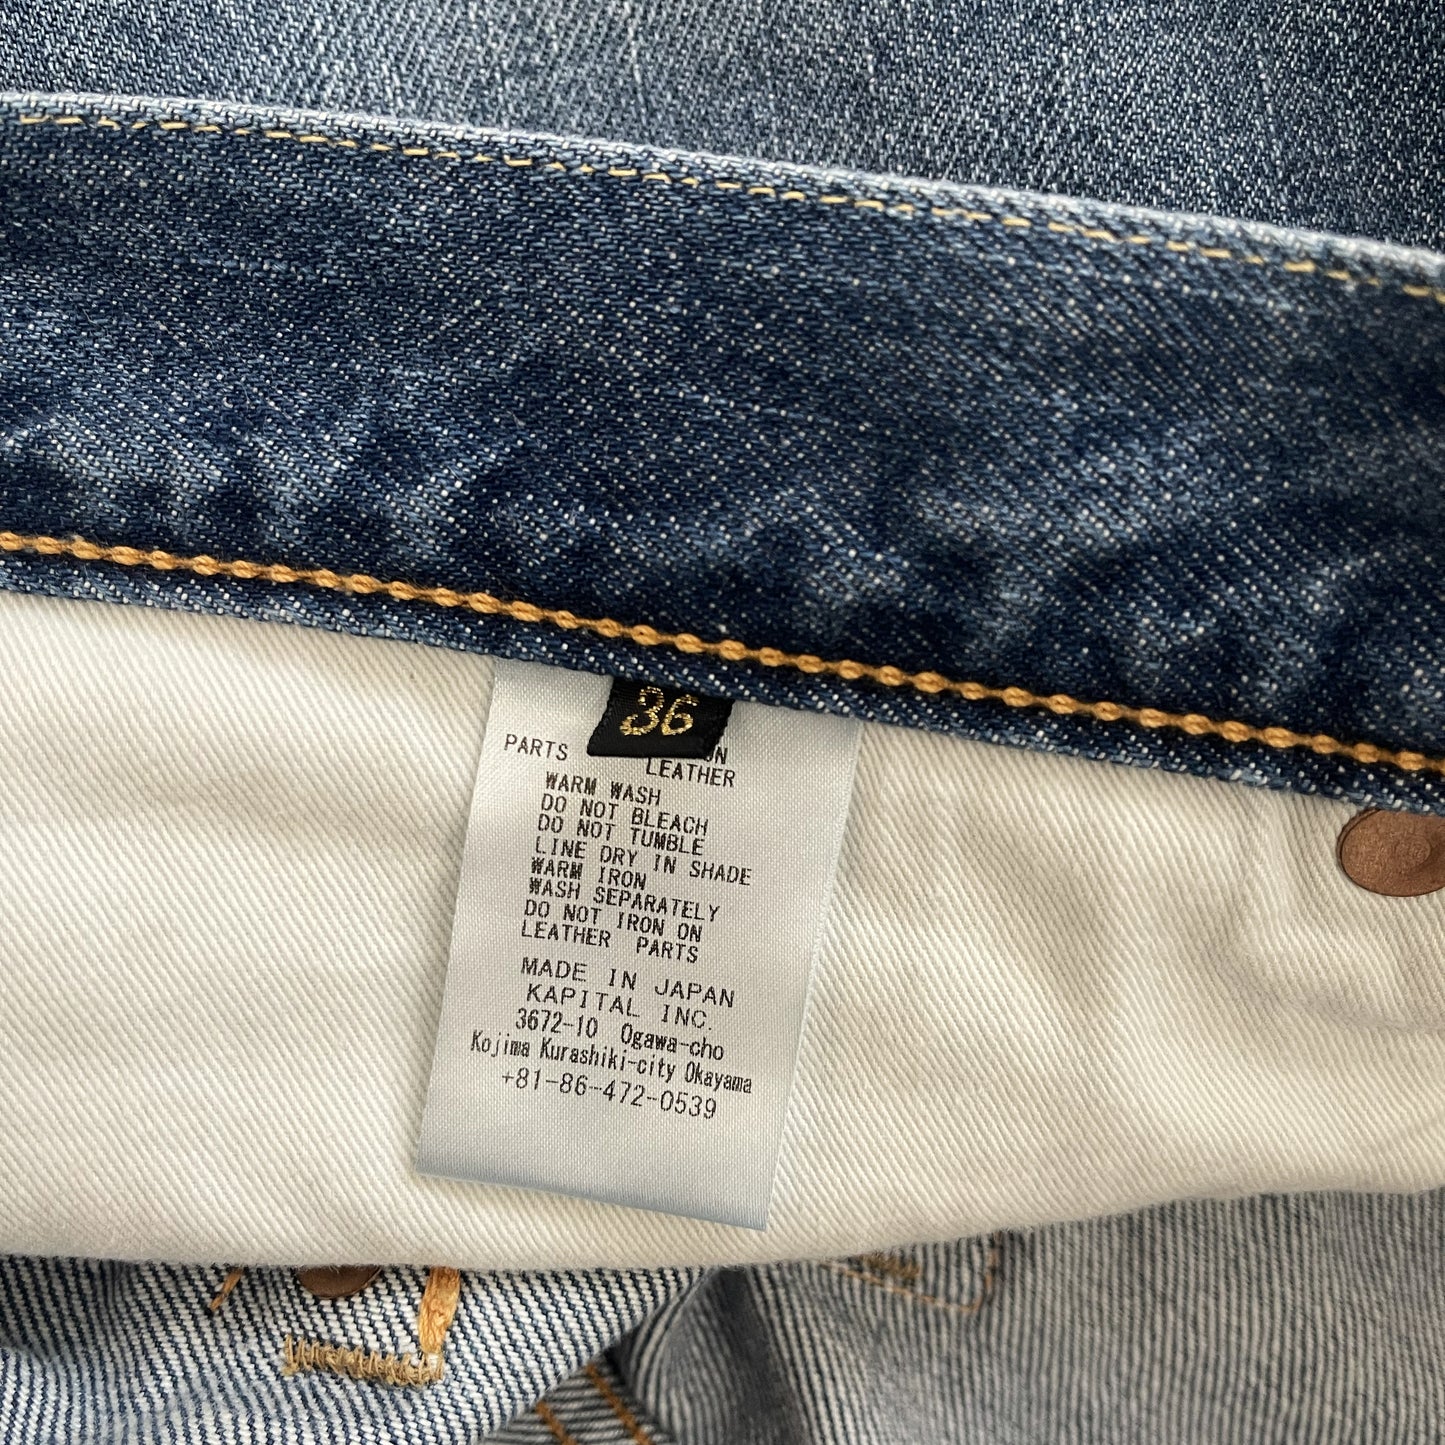 36
PARTS
LEATHER
WARM WASH
DO NOT BLEACH
DO NOT TUMBLE
LINE DRY IN SHADE
WARM IRON
WASH SEPARATELY
DO NOT IRON ON
LEATHER PARTS
MADE IN JAPAN
KAPITAL INC.
3672-10 Ogawa-cho
Kojima Kurashiki-city Okayama
+81-86-472-0539